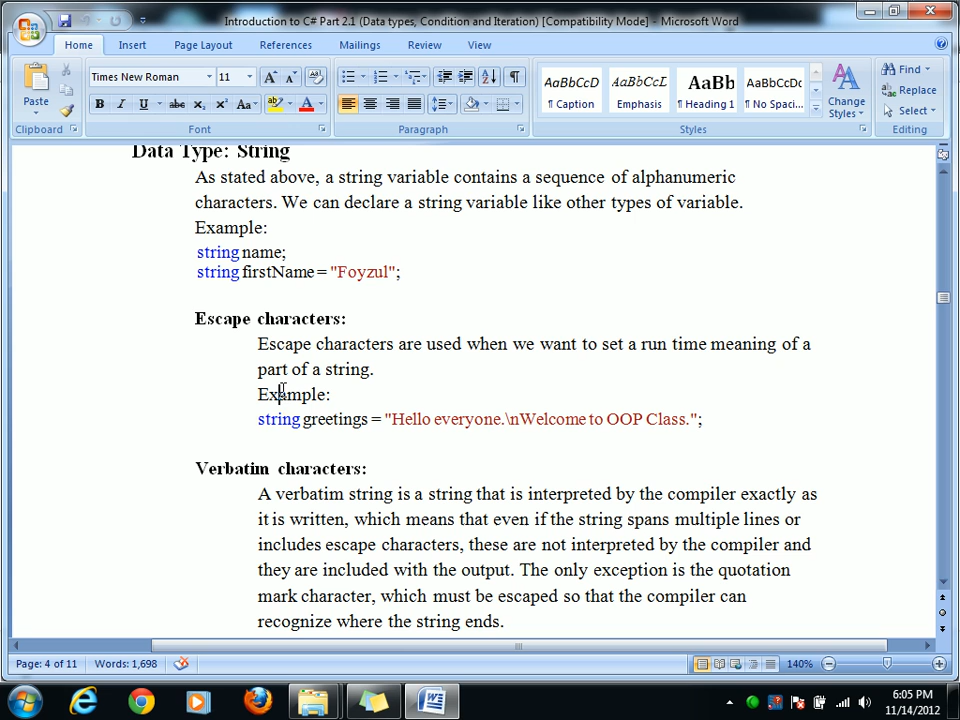 Introduction to C# Part 2.1 (Data types, Condition and Iteration) [Compatibility Mode] - Microsoft Word
Home Insert Page Layout References Mailings Review View
Paste
Times New Roman 11
Aa
B I U abc x₂ x² Aa ab A
AaBbCcD AaBbCcL AaBb AaBbCcDc
¶ Caption Emphasis ¶ Heading 1 ¶ No Spaci...
Change Styles
Find
Replace
Select
Clipboard Font Paragraph Styles Editing
Data Type: String
As stated above, a string variable contains a sequence of alphanumeric
characters. We can declare a string variable like other types of variable.
Example:
string name;
string firstName = "Foyzul";
Escape characters:
Escape characters are used when we want to set a run time meaning of a
part of a string.
Example:
string greetings = "Hello everyone.\nWelcome to OOP Class.";
Verbatim characters:
A verbatim string is a string that is interpreted by the compiler exactly as
it is written, which means that even if the string spans multiple lines or
includes escape characters, these are not interpreted by the compiler and
they are included with the output. The only exception is the quotation
mark character, which must be escaped so that the compiler can
recognize where the string ends.
Page: 4 of 11 Words: 1,698 140%
6:05 PM
11/14/2012